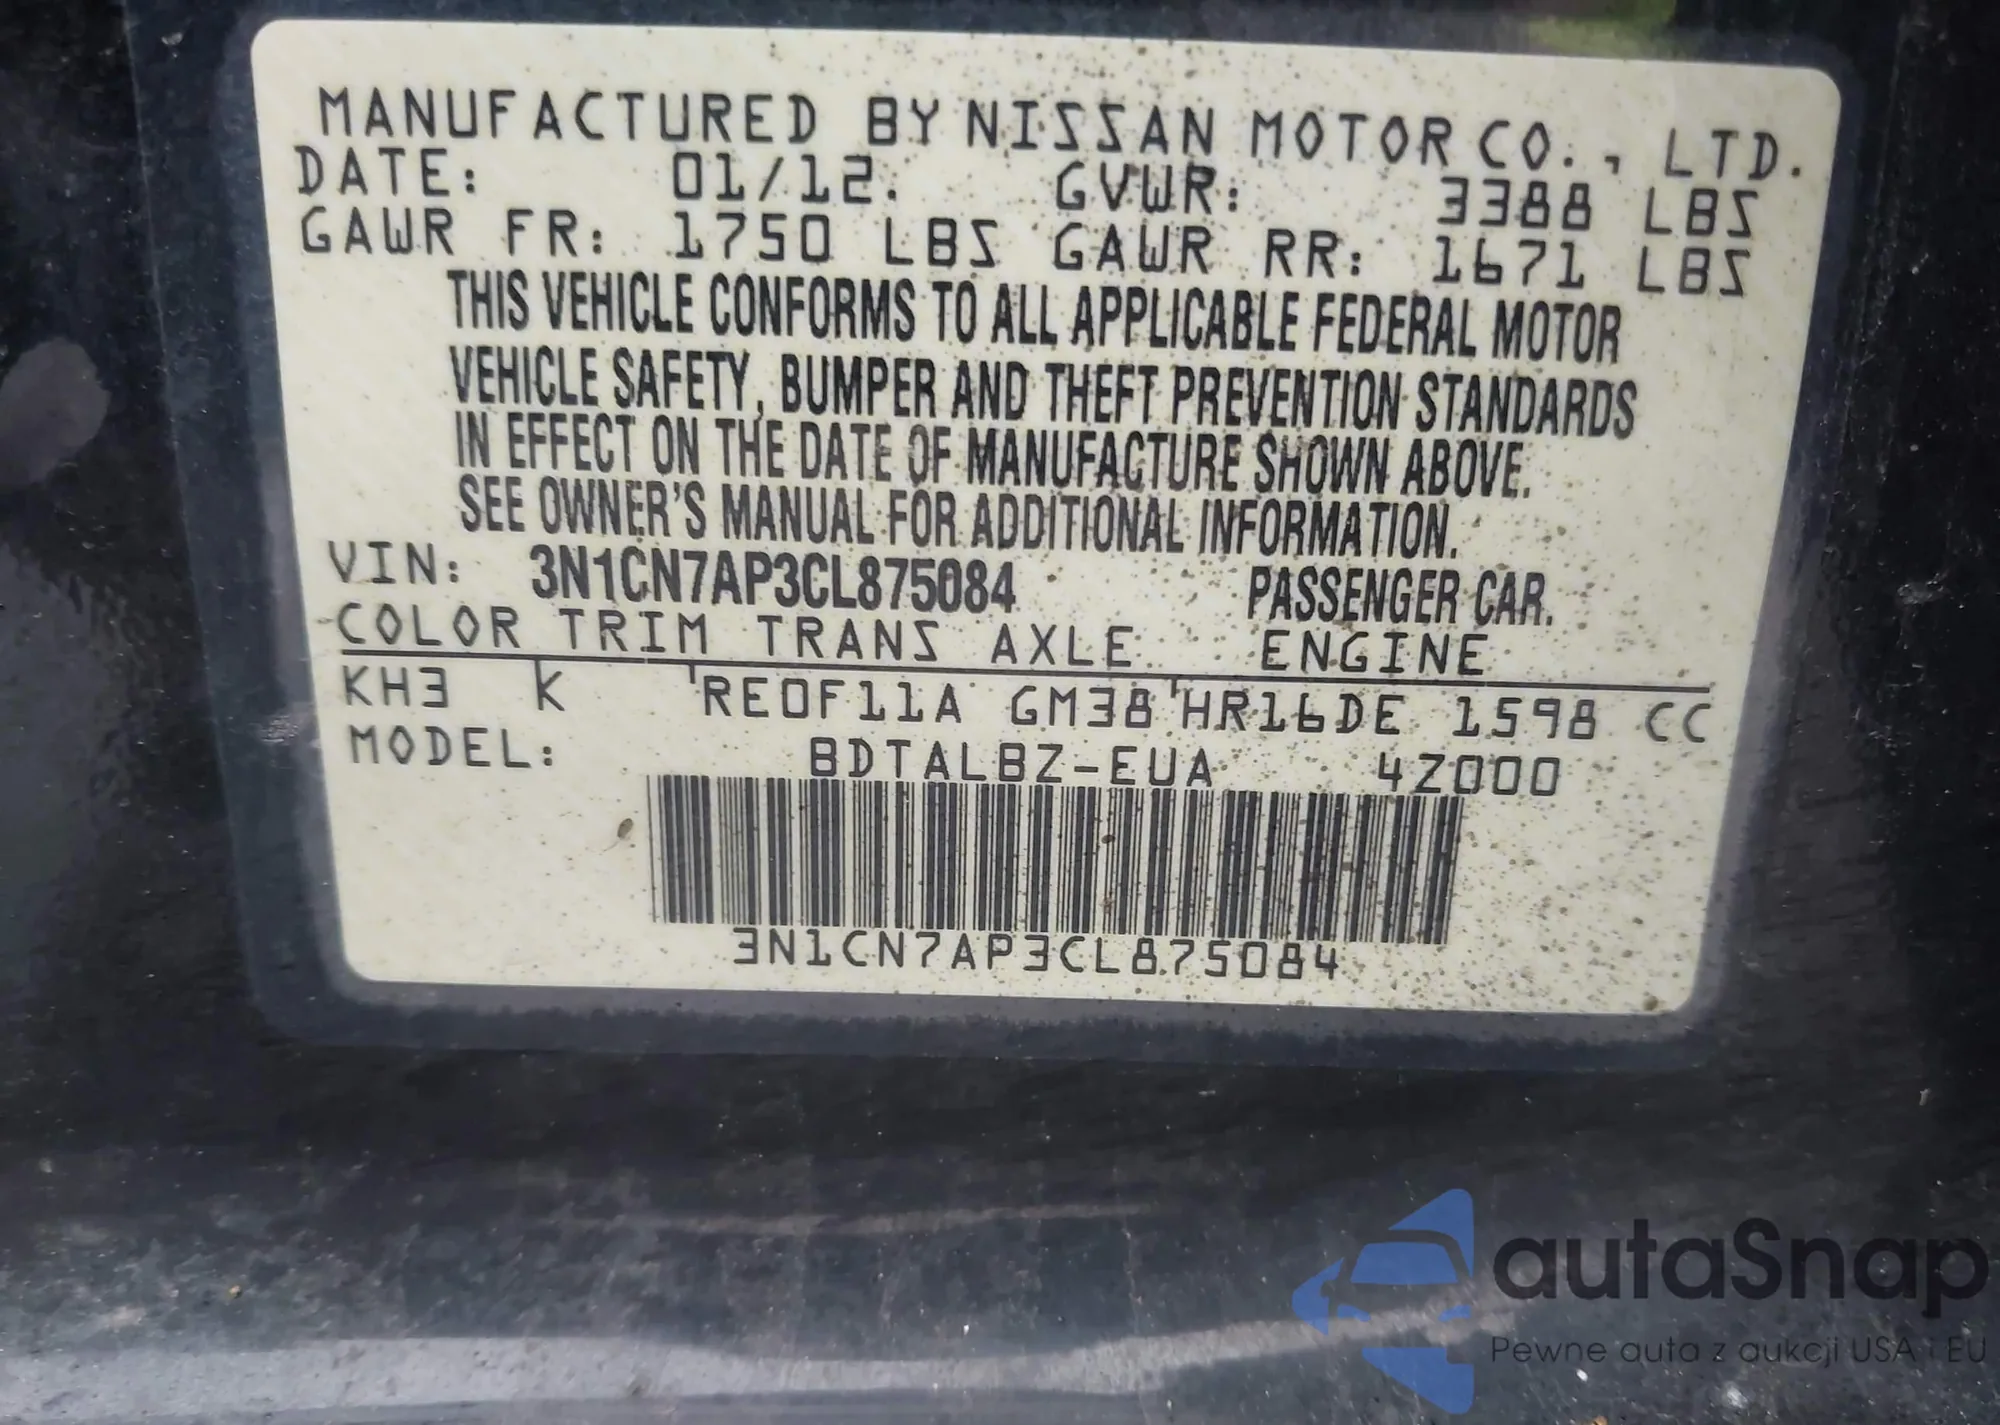 MANUFACTURED BY NISSAN MOTOR CO., LTD.
DATE: 01/12. GVWR: 3388 LBS
GAWR FR: 1750 LBS GAWR RR: 1671 LBS
THIS VEHICLE CONFORMS TO ALL APPLICABLE FEDERAL MOTOR
VEHICLE SAFETY, BUMPER AND THEFT PREVENTION STANDARDS
IN EFFECT ON THE DATE OF MANUFACTURE SHOWN ABOVE.
SEE OWNER'S MANUAL FOR ADDITIONAL INFORMATION.
VIN: 3N1CN7AP3CL875084 PASSENGER CAR.
COLOR TRIM TRANS AXLE ENGINE
KH3 K RE0F11A GM38 HR16DE 1598 CC
MODEL: BDTALBZ-EUA 4Z000
3N1CN7AP3CL875084
autaSnap
Pewne auta z aukcji USA i EU